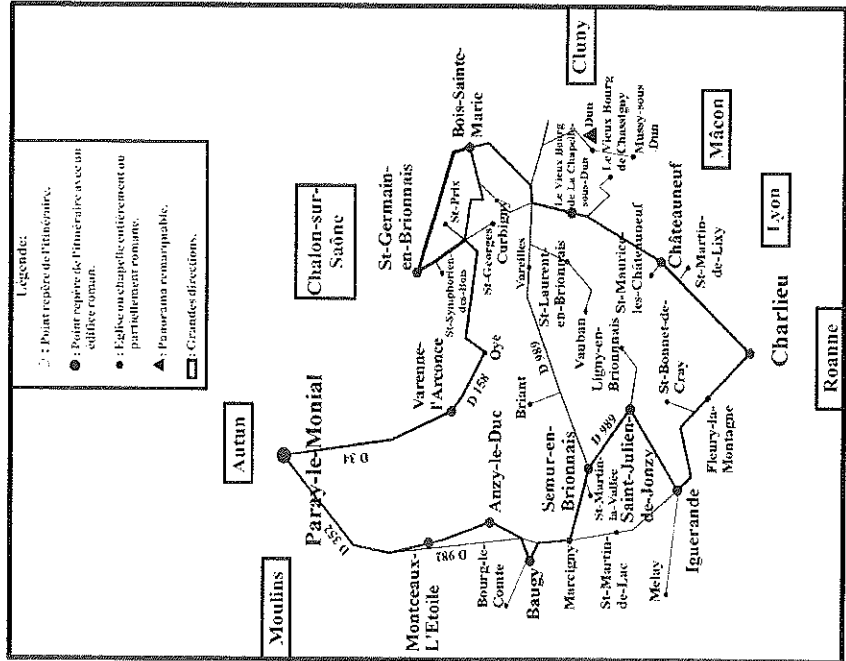 Légende:
: Point repère de l'itinéraire.
: Point repère de l'itinéraire avec un
édifice roman.
: Eglise ou chapelle entièrement ou
partiellement romane.
: Panorama remarquable.
: Grandes directions.
Moulins
Autun
Chalon-sur-
Saône
Cluny
Mâcon
Lyon
Roanne
Paray-le-Monial
D 34
D 352
D 158
D 982
D 989
D 989
Varenne-
l'Arconce
Oyé
St-Germain-
en-Brionnais
Bois-Sainte-
Marie
St-Prix
St-Symphorien-
des-Bois
St-Georges
Curbigny
Vareilles
Montceaux-
L'Etoile
Anzy-le-Duc
Bourg-le-
Comte
Baugy
Marcigny
Semur-en-
Brionnais
St-Martin-
la-Vallée
Saint-Julien-
de-Jonzy
St-Martin-
de-Lac
Melay
Iguerande
Briant
St-Laurent-
en-Brionnais
Vauban
Ligny-en-
Brionnais
St-Bonnet-de-
Cray
Fleury-la-
Montagne
Charlieu
St-Maurice-
les-Châteauneuf
Châteauneuf
St-Martin-
de-Lixy
Le Vieux Bourg
de La Chapelle-
sous-Dun
Dun
Le Vieux Bourg
de Chassigny
Mussy-sous
-Dun